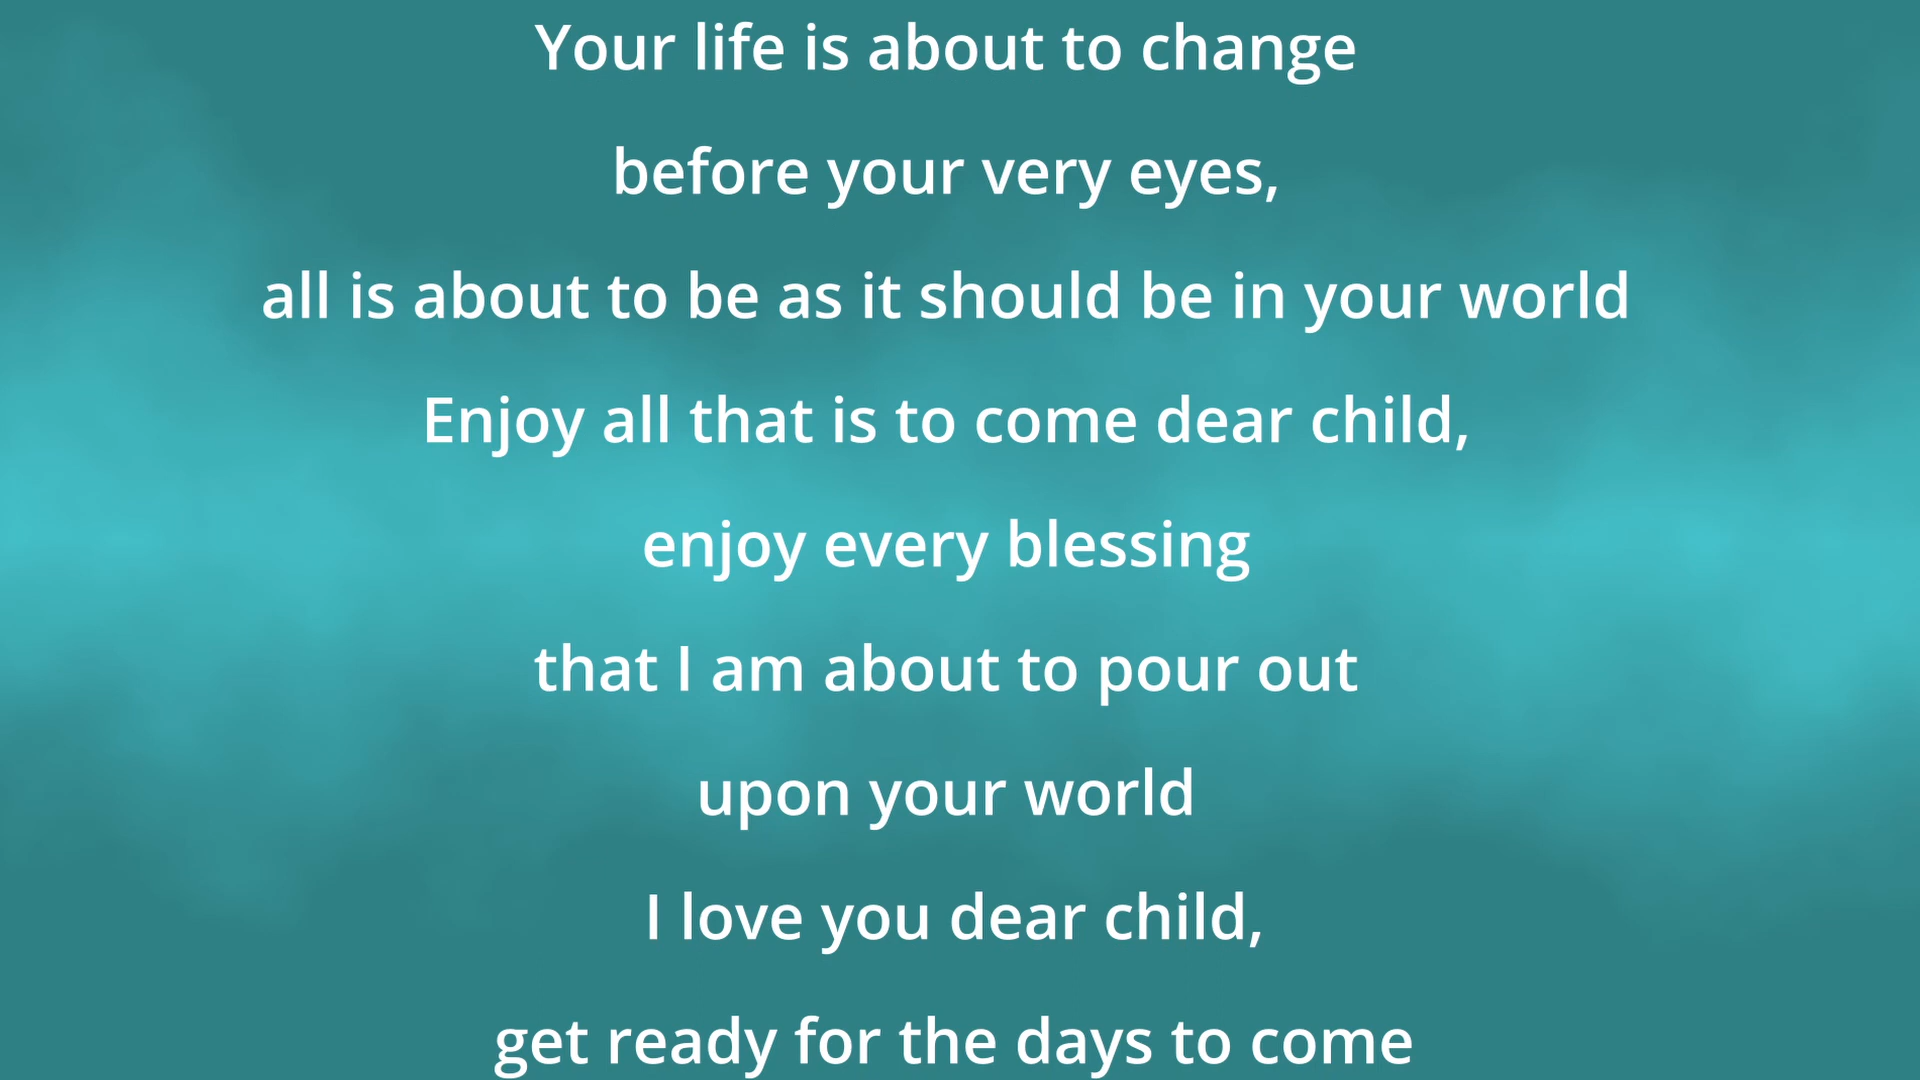 Your life is about to change
before your very eyes,
all is about to be as it should be in your world
Enjoy all that is to come dear child,
enjoy every blessing
that I am about to pour out
upon your world
I love you dear child,
get ready for the days to come